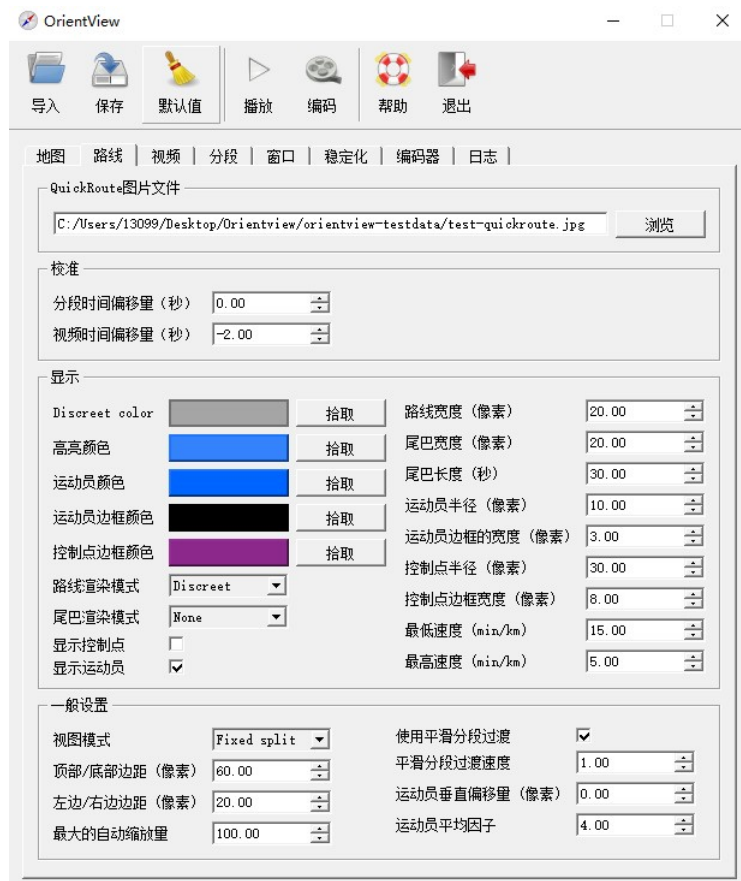 OrientView
导入 保存 默认值 播放 编码 帮助 退出
地图 路线 视频 分段 窗口 稳定化 编码器 日志
QuickRoute图片文件
C:/Users/13099/Desktop/Orientview/orientview-testdata/test-quickroute.jpg 浏览
校准
分段时间偏移量（秒） 0.00
视频时间偏移量（秒） -2.00
显示
Discreet color 拾取 路线宽度（像素） 20.00
高亮颜色 拾取 尾巴宽度（像素） 20.00
运动员颜色 拾取 尾巴长度（秒） 30.00
运动员边框颜色 拾取 运动员半径（像素） 10.00
控制点边框颜色 拾取 运动员边框的宽度（像素） 3.00
路线渲染模式 Discreet 控制点半径（像素） 30.00
尾巴渲染模式 None 控制点边框宽度（像素） 8.00
显示控制点 最低速度（min/km） 15.00
显示运动员 最高速度（min/km） 5.00
一般设置
视图模式 Fixed split 使用平滑分段过渡
顶部/底部边距（像素） 60.00 平滑分段过渡速度 1.00
左边/右边边距（像素） 20.00 运动员垂直偏移量（像素） 0.00
最大的自动缩放量 100.00 运动员平均因子 4.00